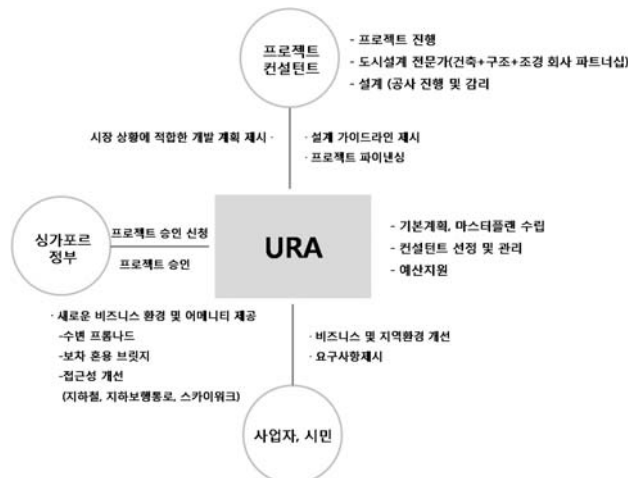 프로젝트
컨설턴트
- 프로젝트 진행
- 도시설계 전문가(건축+구조+조경 회사 파트너십)
- 설계 (공사 진행 및 감리
시장 상황에 적합한 개발 계획 제시 ·
· 설계 가이드라인 제시
· 프로젝트 파이낸싱
싱가포르
정부
프로젝트 승인 신청
프로젝트 승인
URA
- 기본계획, 마스터플랜 수립
- 컨설턴트 선정 및 관리
- 예산지원
· 새로운 비즈니스 환경 및 어메니티 제공
-수변 프롬나드
-보차 혼용 브릿지
-접근성 개선
(지하철, 지하보행통로, 스카이워크)
· 비즈니스 및 지역환경 개선
· 요구사항제시
사업자, 시민